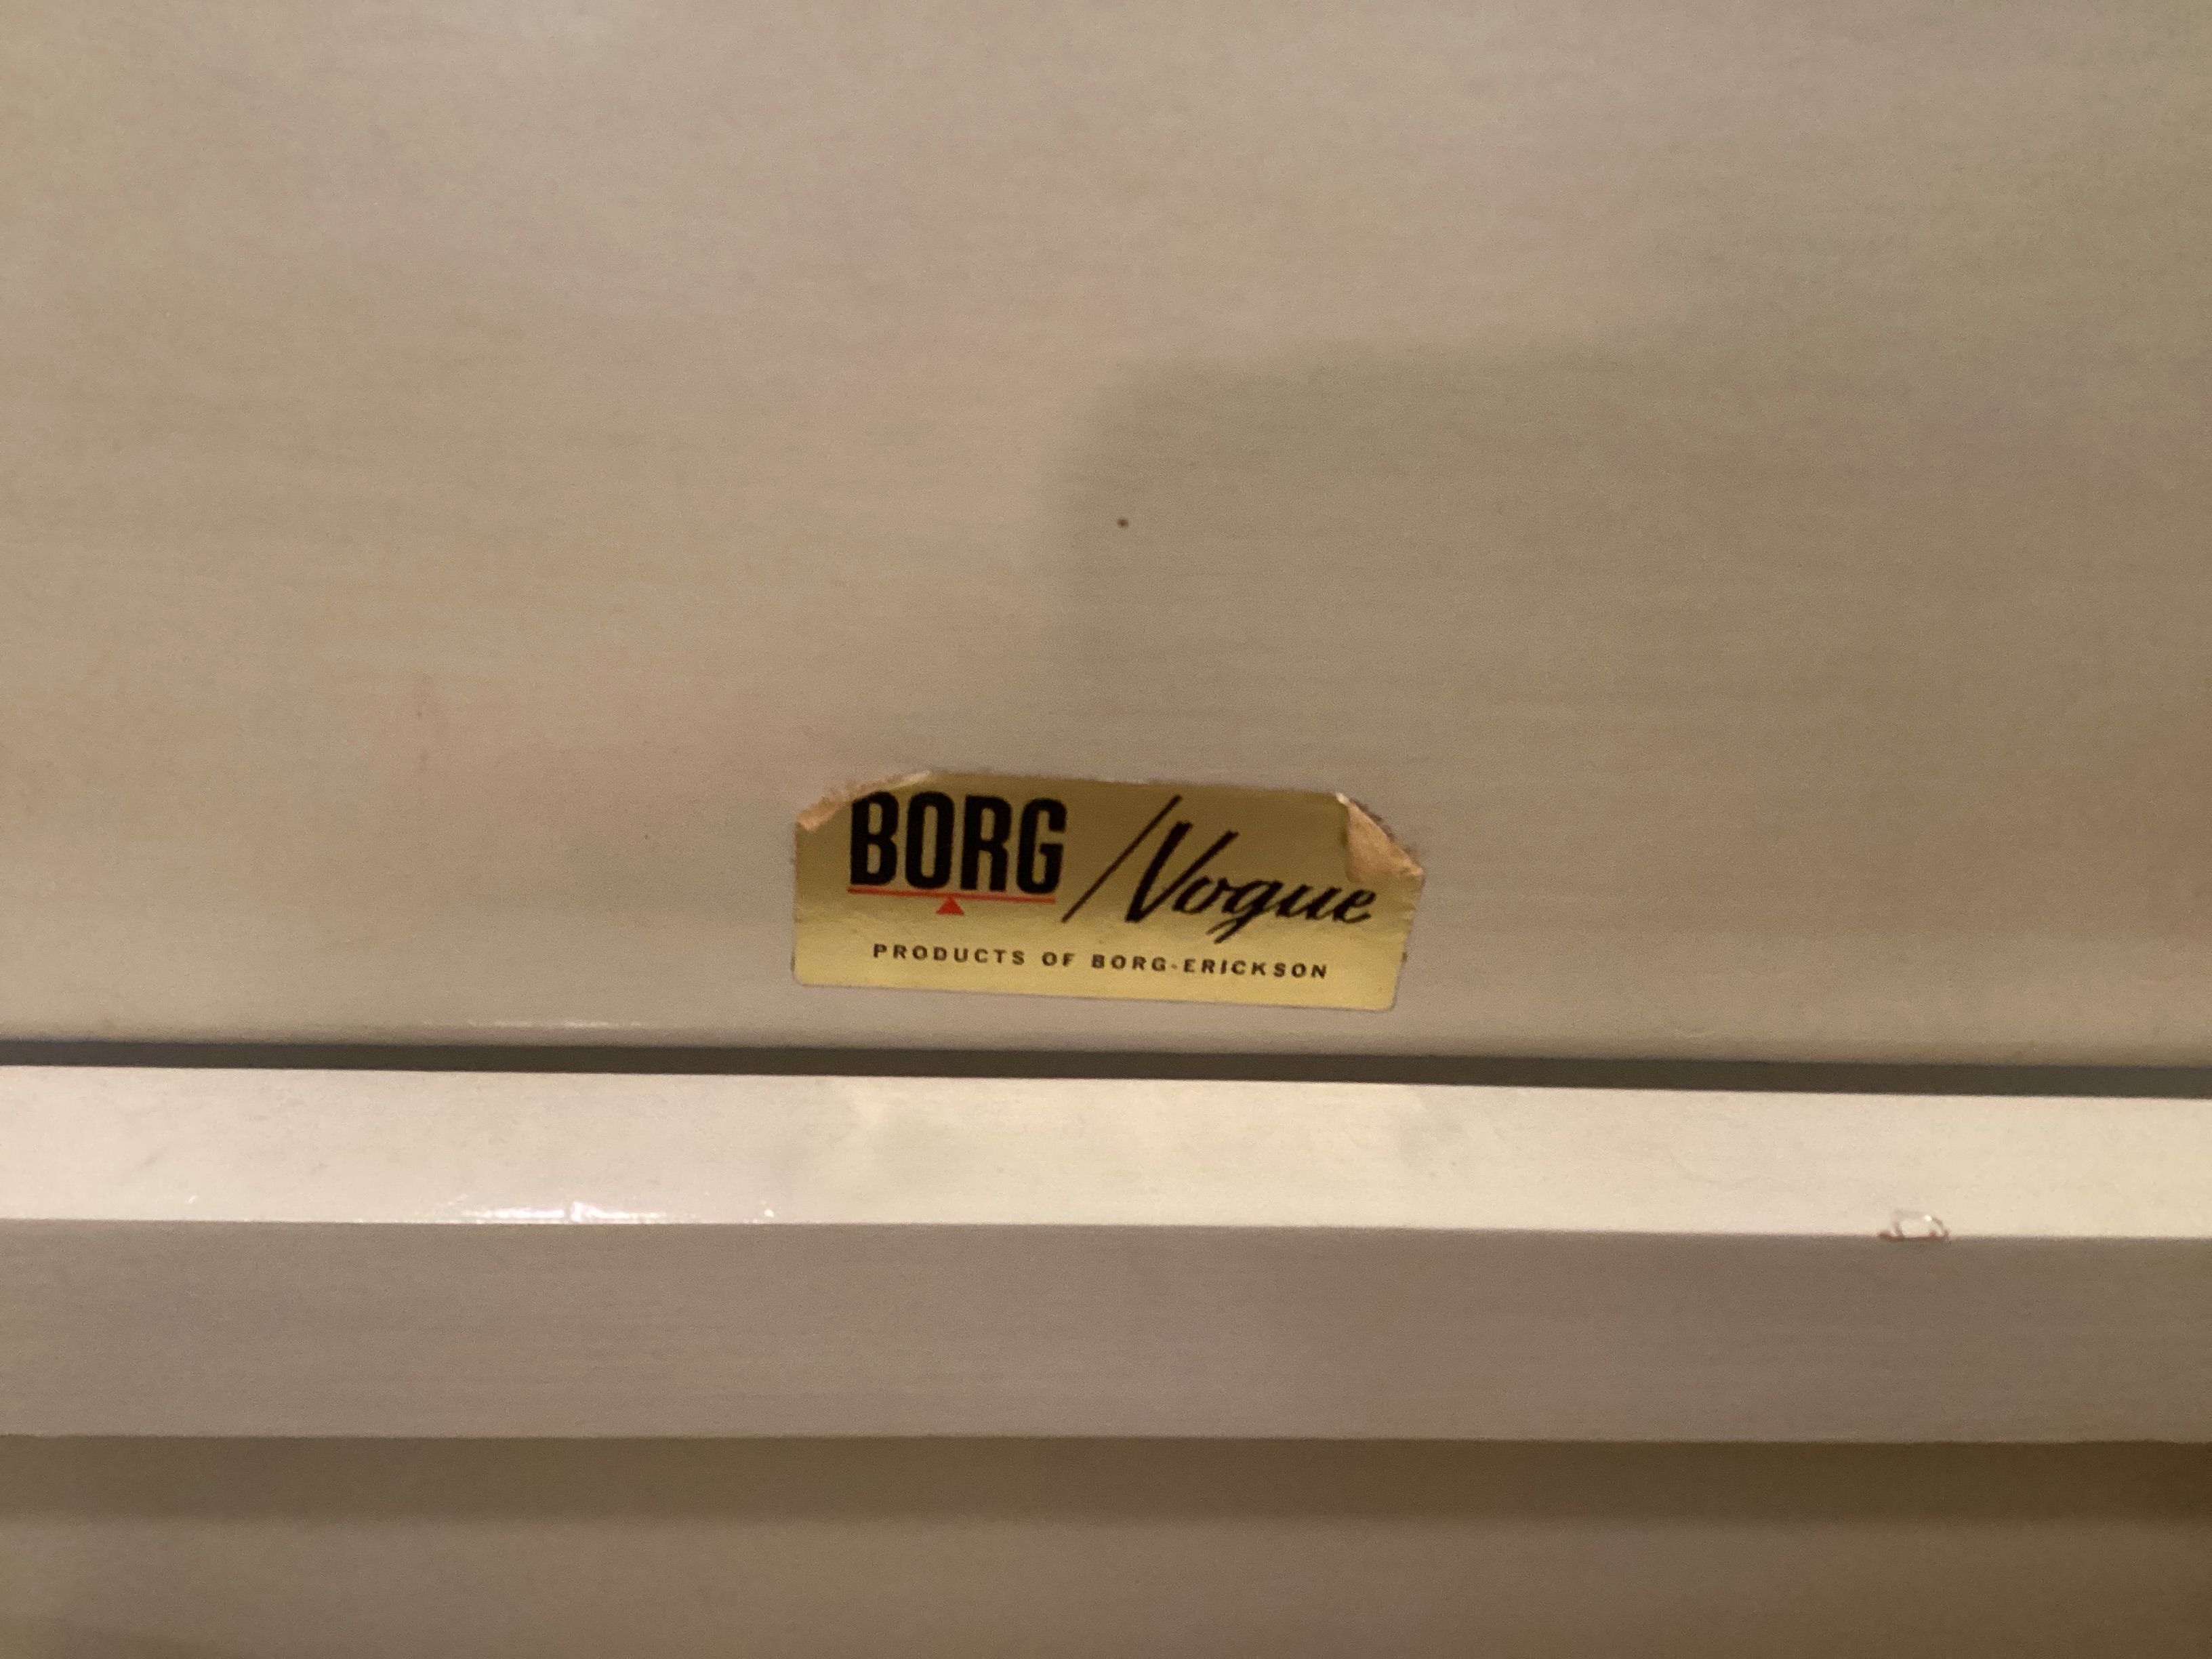 BORG /Vogue
PRODUCTS OF BORG-ERICKSON